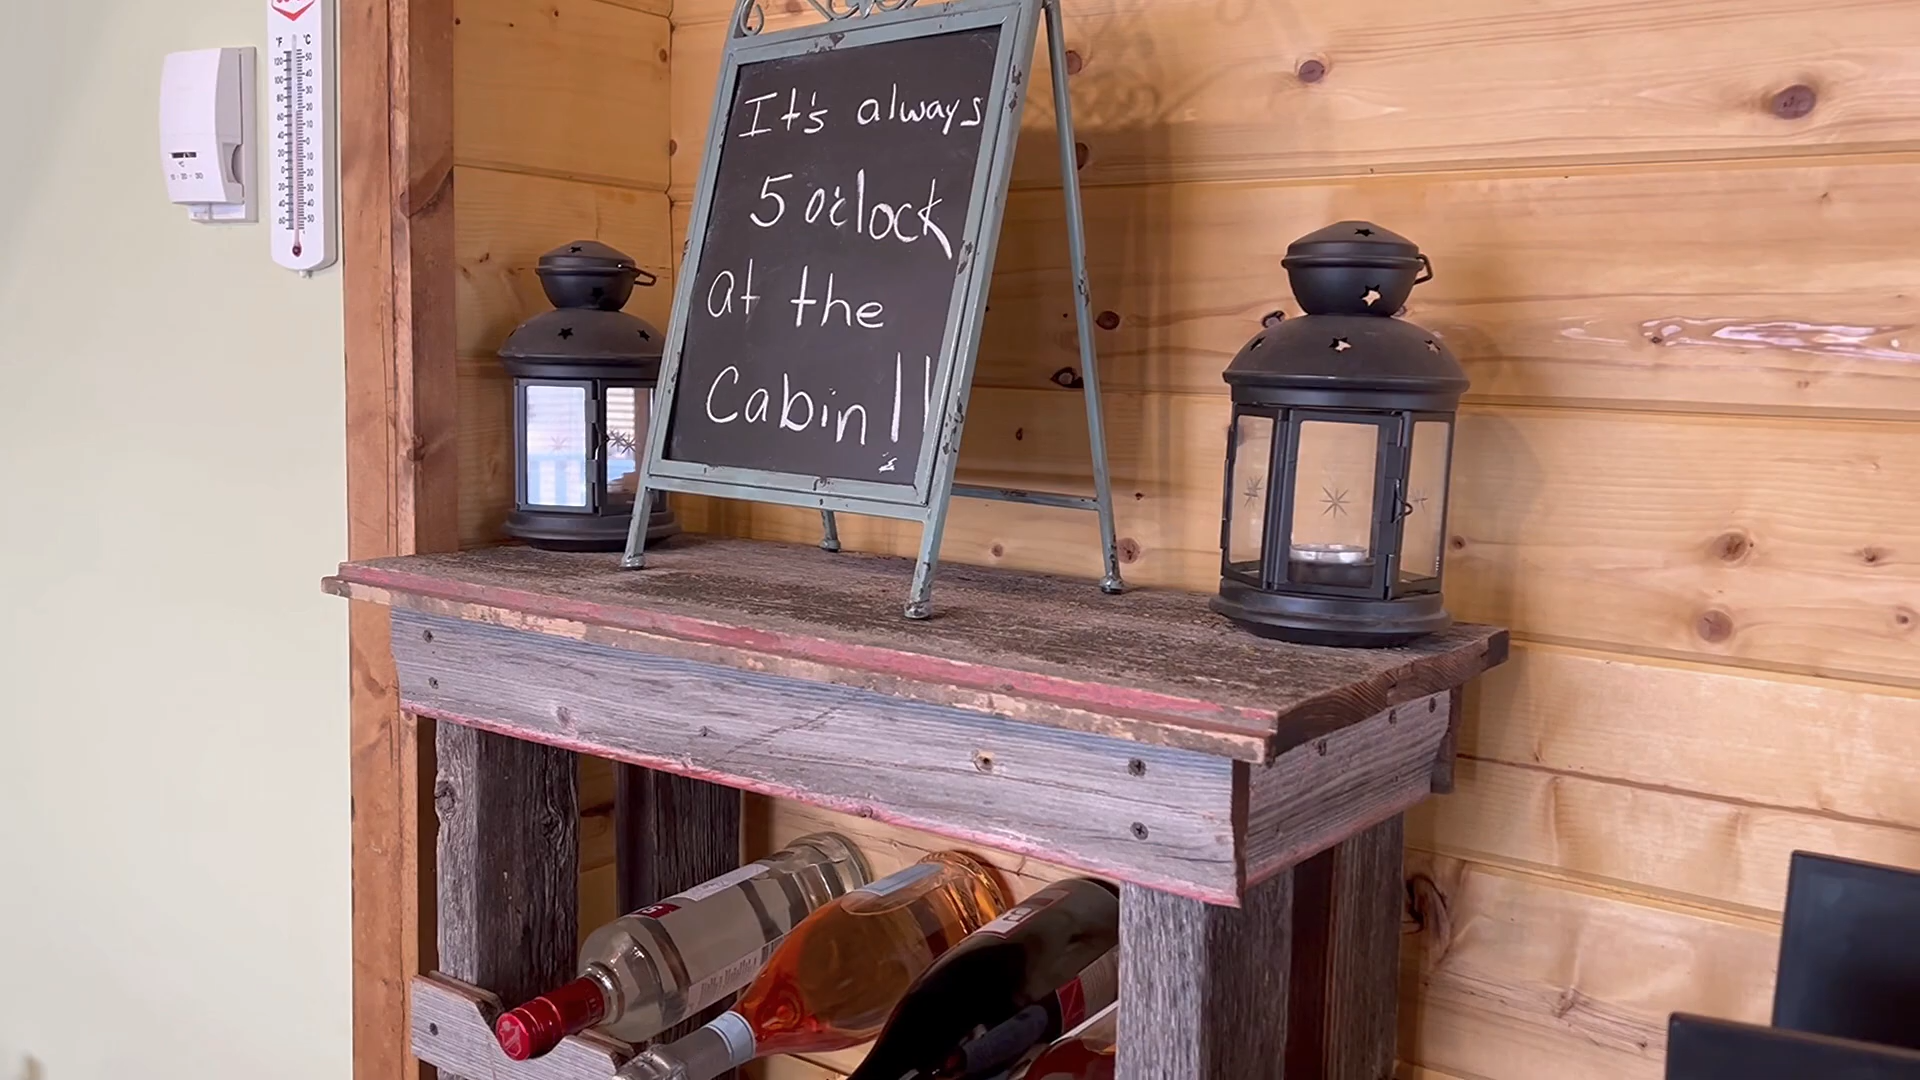 It's always
5 o'clock
at the
Cabin!!
°F °C